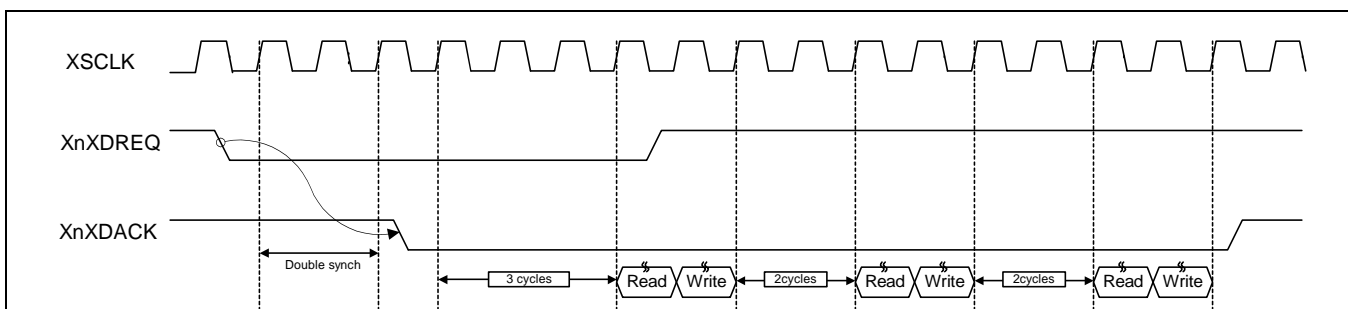 XSCLK
XnXDREQ
XnXDACK
Double synch
3 cycles
Read
Write
2cycles
Read
Write
2cycles
Read
Write